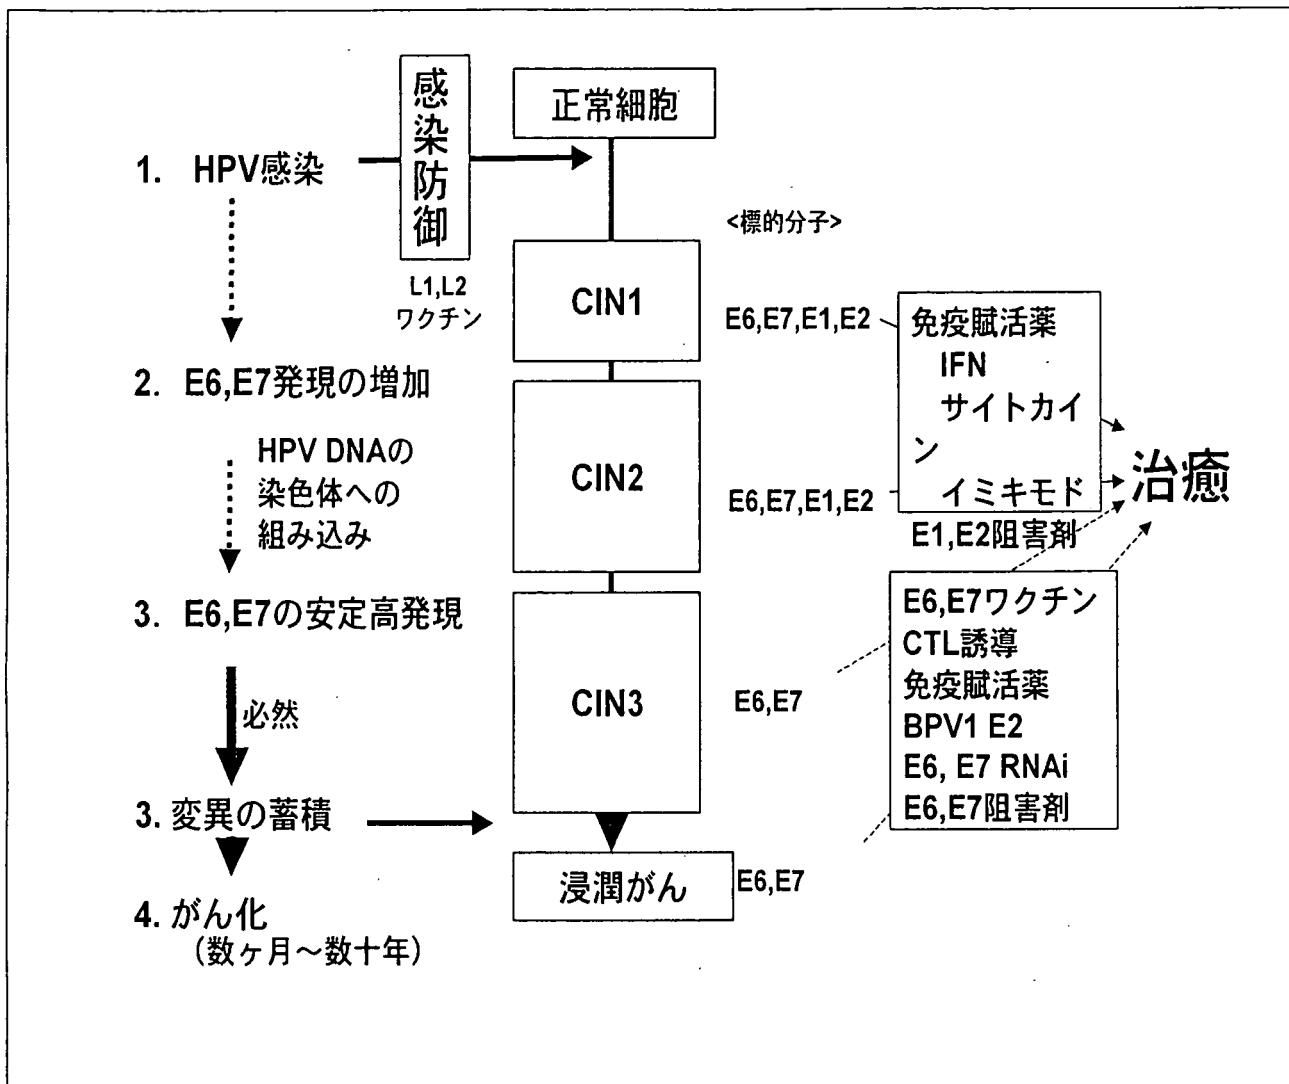 1. HPV感染
2. E6,E7発現の増加
HPV DNAの
染色体への
組み込み
3. E6,E7の安定高発現
必然
3. 変異の蓄積
4. がん化
（数ヶ月～数十年）
感染防御
L1,L2
ワクチン
正常細胞
CIN1
CIN2
CIN3
浸潤がん
<標的分子>
E6,E7,E1,E2
E6,E7,E1,E2
E6,E7
E6,E7
免疫賦活薬
IFN
サイトカイ
ン
イミキモド
E1,E2阻害剤
E6,E7ワクチン
CTL誘導
免疫賦活薬
BPV1 E2
E6, E7 RNAi
E6,E7阻害剤
治癒